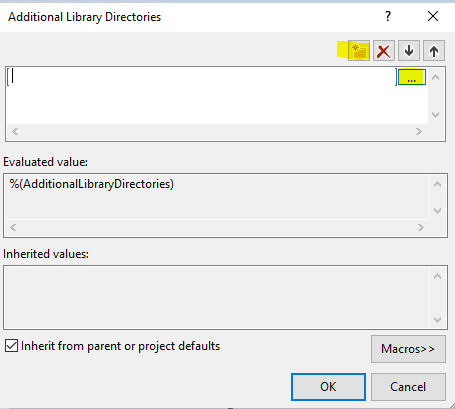 Additional Library Directories
?
...
Evaluated value:
%(AdditionalLibraryDirectories)
Inherited values:
Inherit from parent or project defaults
Macros>>
OK
Cancel